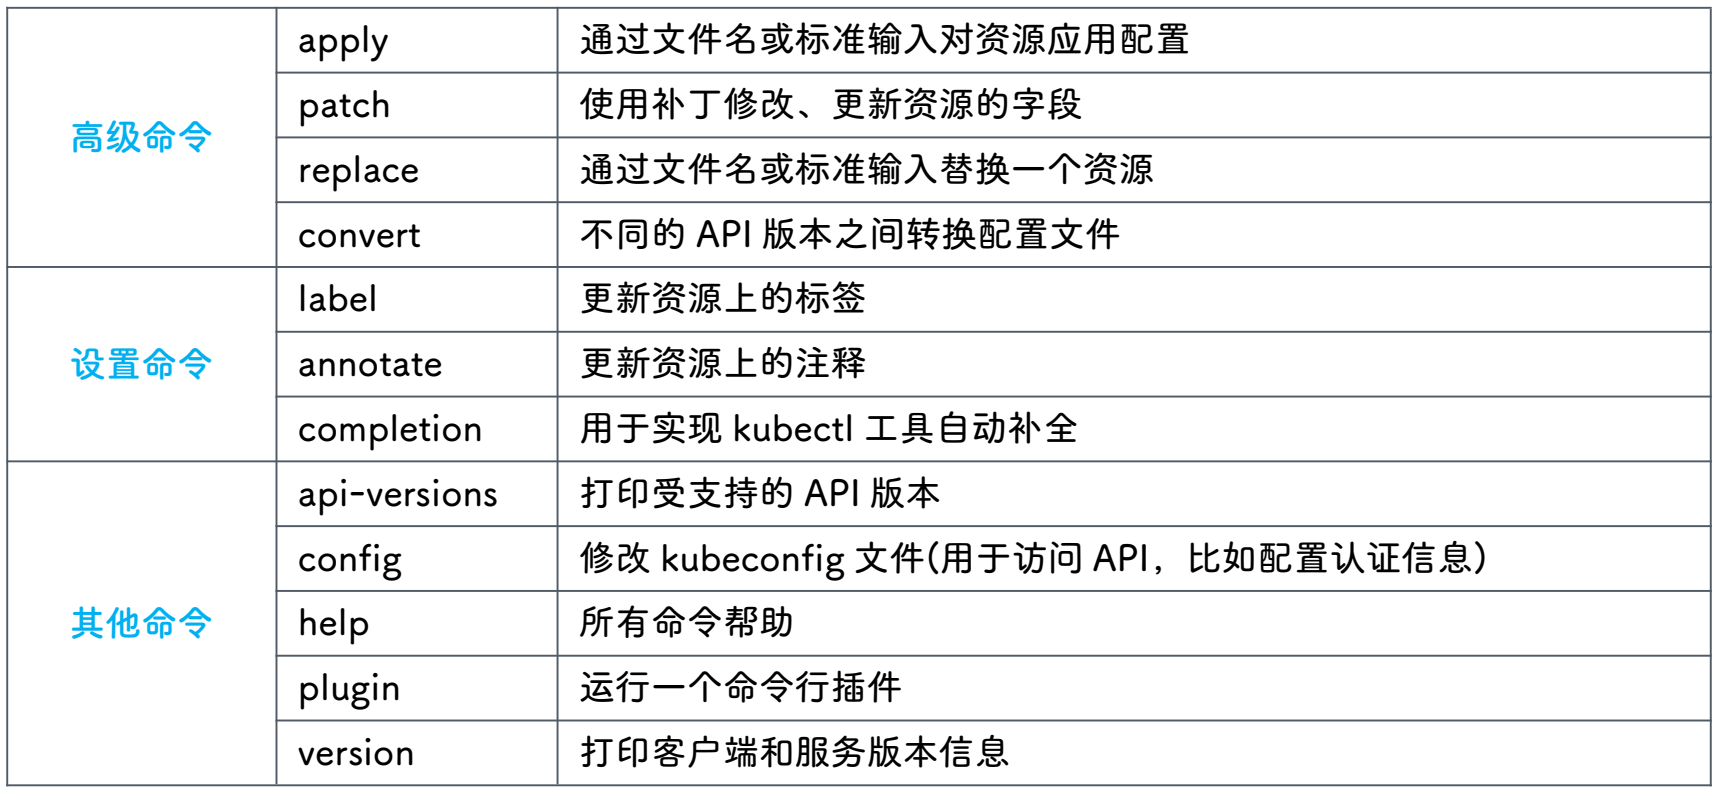 高级命令
apply 通过文件名或标准输入对资源应用配置
patch 使用补丁修改、更新资源的字段
replace 通过文件名或标准输入替换一个资源
convert 不同的 API 版本之间转换配置文件
设置命令
label 更新资源上的标签
annotate 更新资源上的注释
completion 用于实现 kubectl 工具自动补全
其他命令
api-versions 打印受支持的 API 版本
config 修改 kubeconfig 文件(用于访问 API，比如配置认证信息)
help 所有命令帮助
plugin 运行一个命令行插件
version 打印客户端和服务版本信息